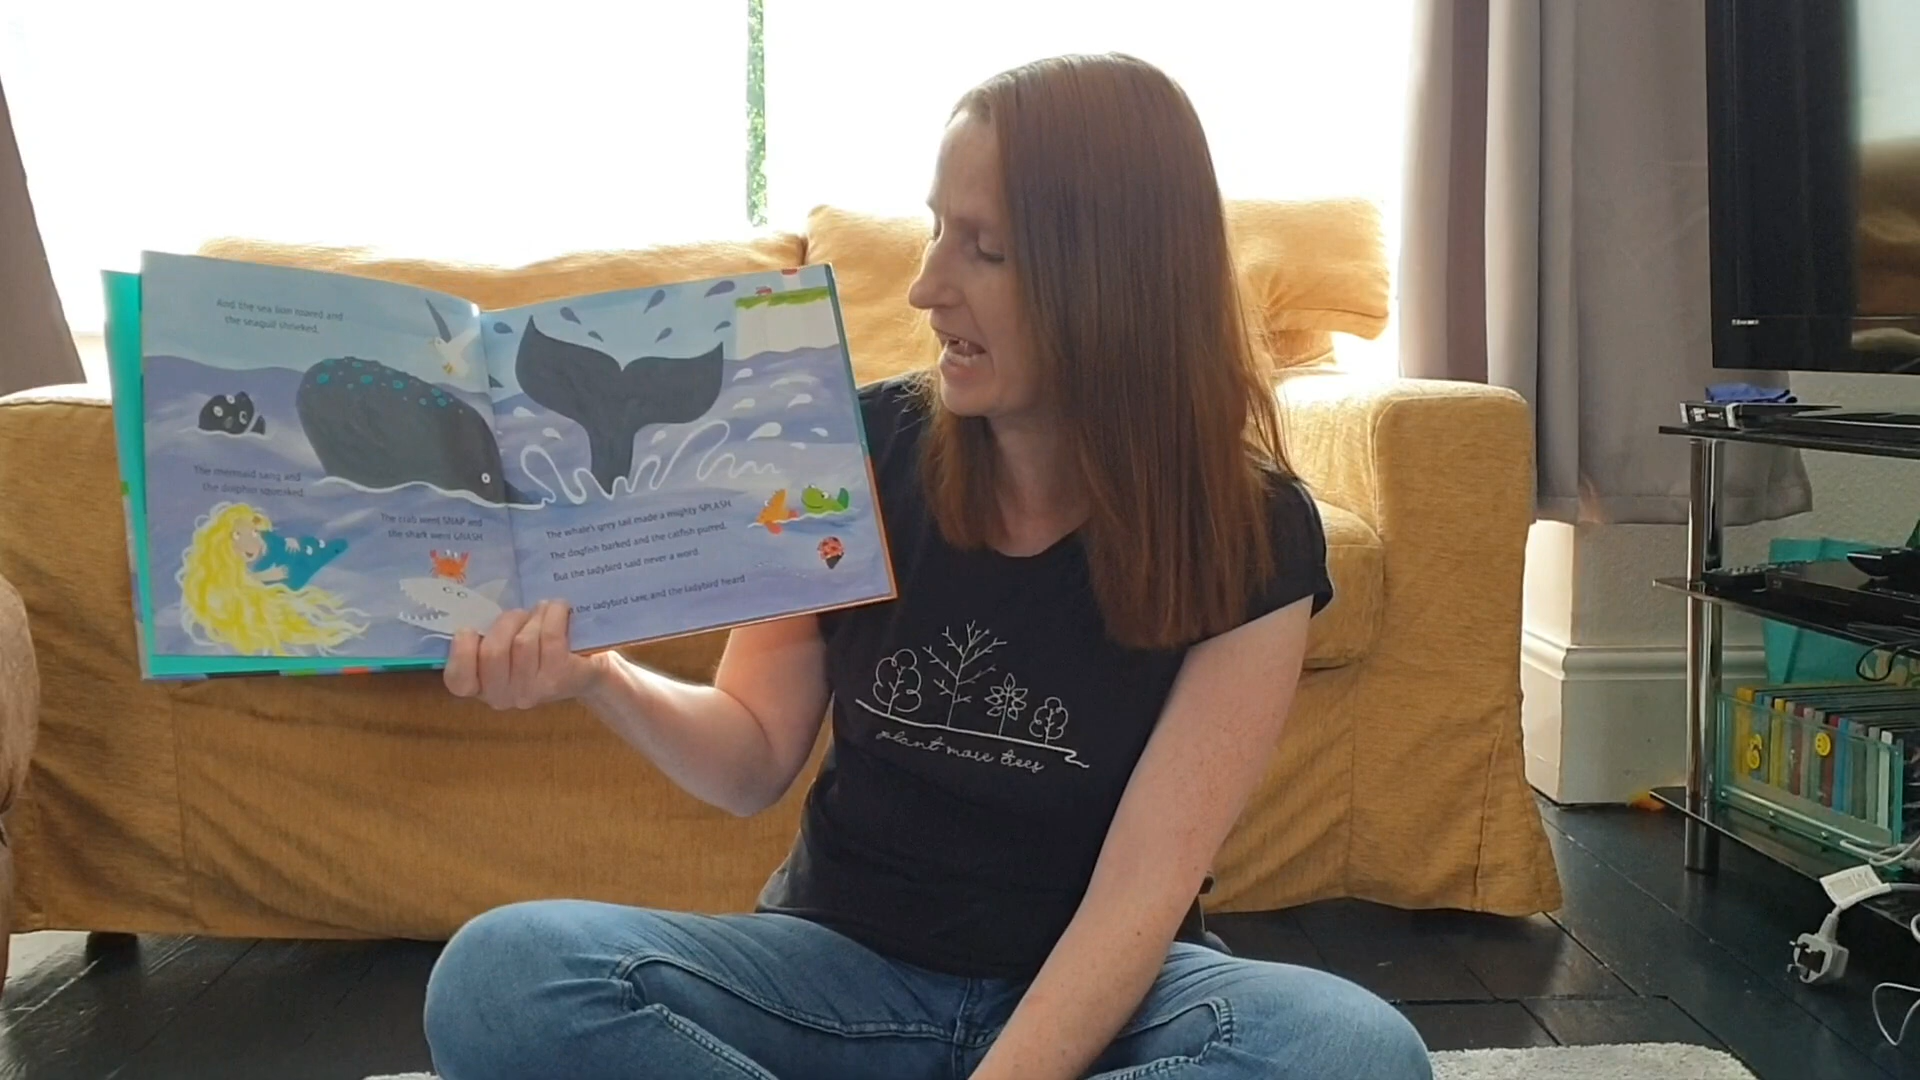 And the sea lion roared and
the seagull shrieked,
The mermaid sang and
the dolphin squeaked.
The crab went SNAP and
the shark went GNASH.
The whale's grey tail made a mighty SPLASH.
The dogfish barked and the catfish purred,
But the ladybird said never a word.
the ladybird saw, and the ladybird heard
plant more trees